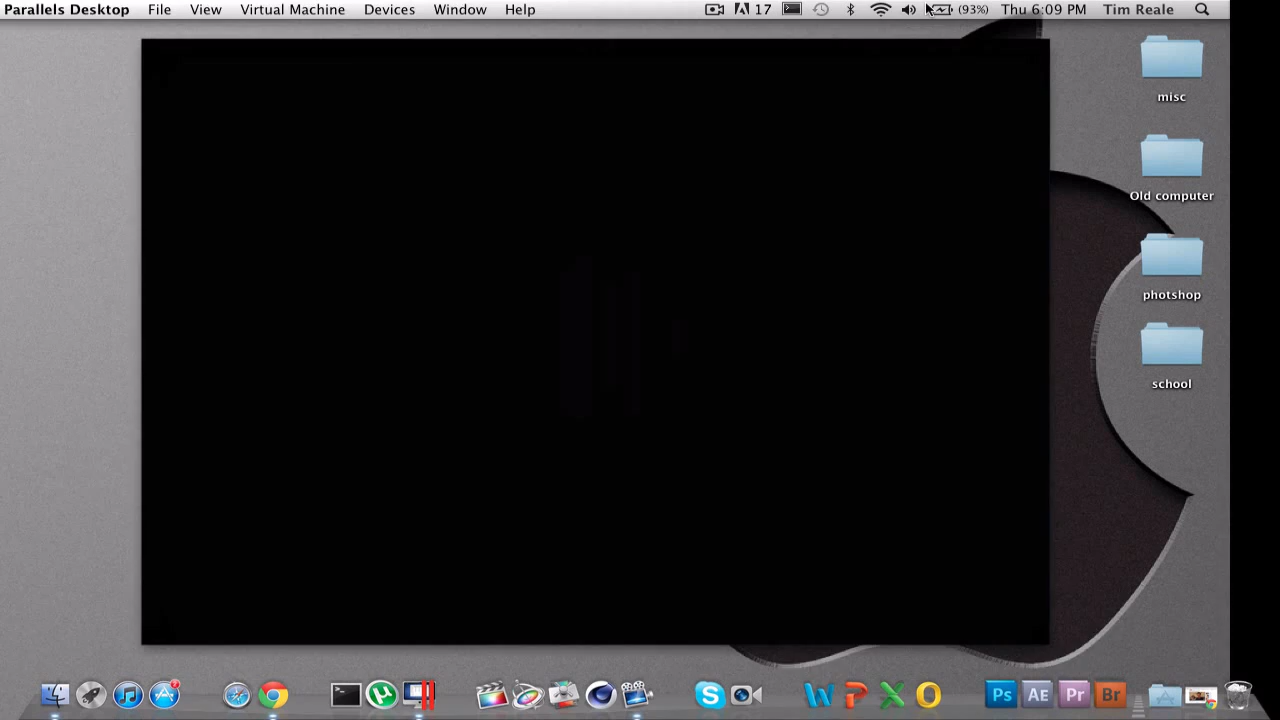 Parallels Desktop File View Virtual Machine Devices Window Help 17 (93%) Thu 6:09 PM Tim Reale
misc
Old computer
photshop
school
W P X O Ps AE Pr Br